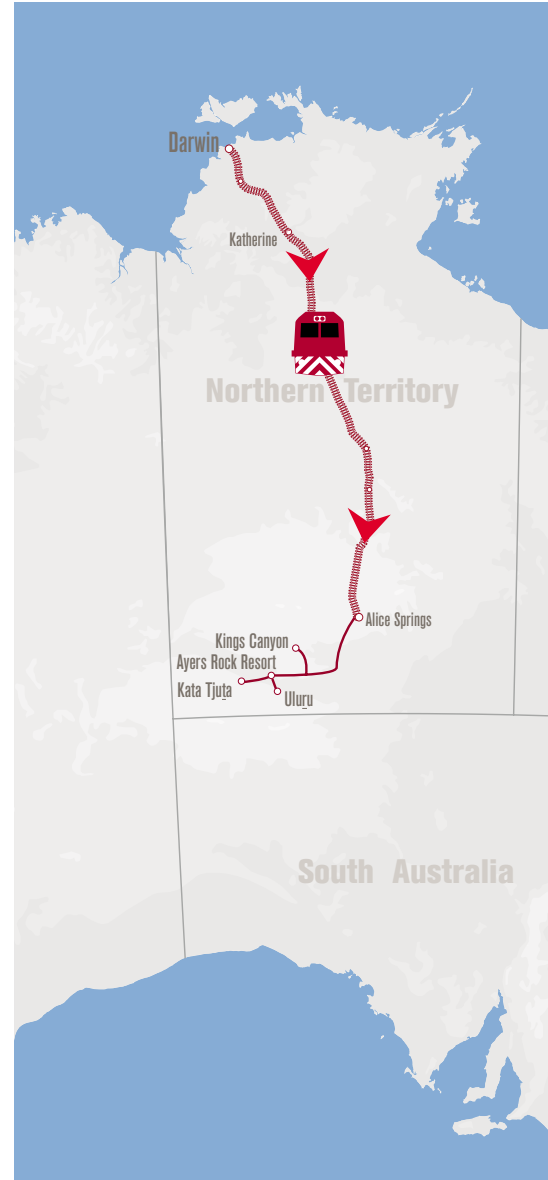 Darwin
Katherine
Northern Territory
Alice Springs
Kings Canyon
Ayers Rock Resort
Kata Tjuṯa
Uluṟu
South Australia